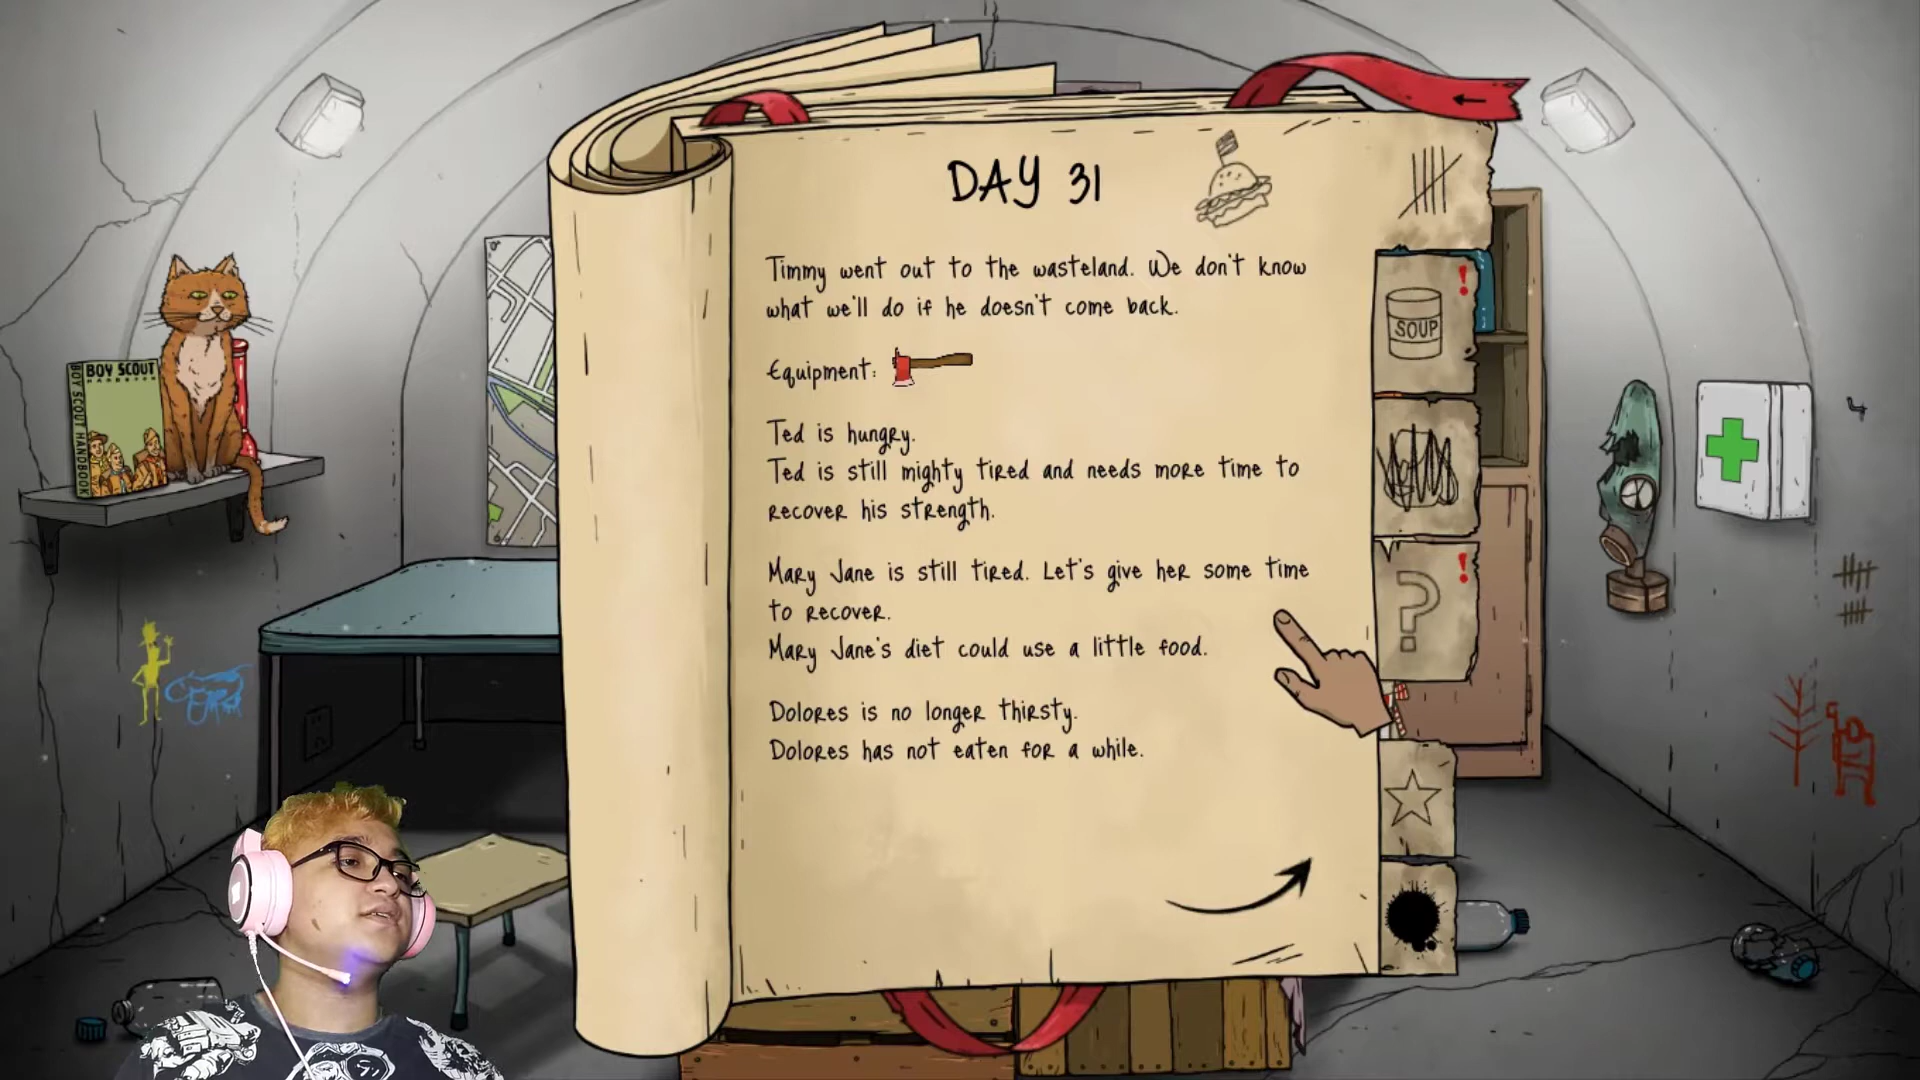 DAY 31
Timmy went out to the wasteland. We don't know
what we'll do if he doesn't come back.
Equipment:
Ted is hungry.
Ted is still mighty tired and needs more time to
recover his strength.
Mary Jane is still tired. Let's give her some time
to recover.
Mary Jane's diet could use a little food.
Dolores is no longer thirsty.
Dolores has not eaten for a while.
SOUP
!
?
!
BOY SCOUT
HANDBOOK
BOY SCOUT HANDBOOK